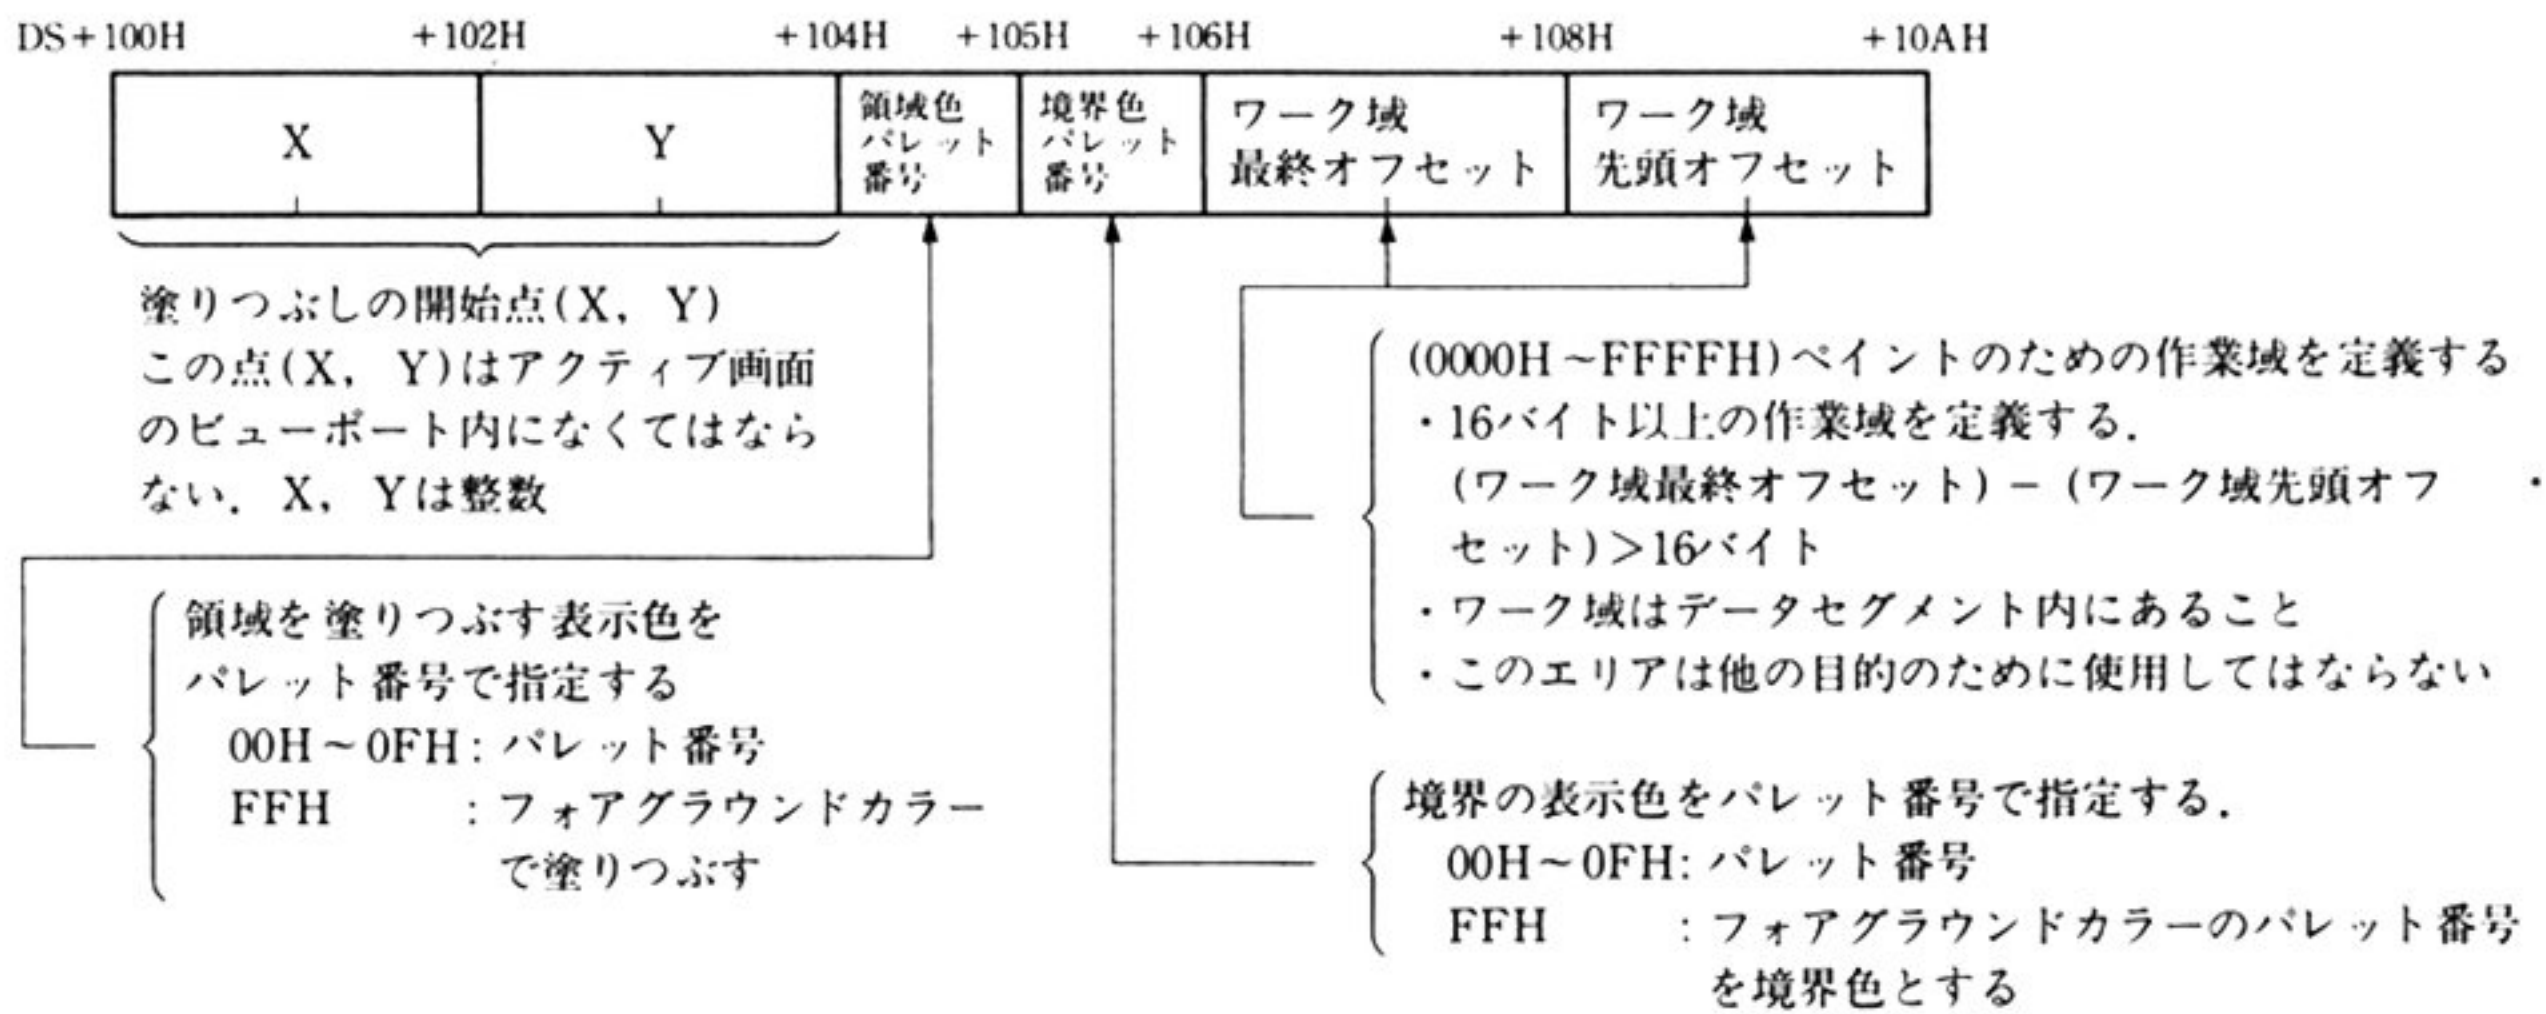 DS+100H +102H +104H +105H +106H +108H +10AH
X
Y
領域色
パレット
番号
境界色
パレット
番号
ワーク域
最終オフセット
ワーク域
先頭オフセット
塗りつぶしの開始点(X, Y)
この点(X, Y)はアクティブ画面
のビューポート内になくてはなら
ない. X, Yは整数
領域を塗りつぶす表示色を
パレット番号で指定する
00H~0FH: パレット番号
FFH : フォアグラウンドカラー
で塗りつぶす
(0000H~FFFFH)ペイントのための作業域を定義する
・16バイト以上の作業域を定義する.
(ワーク域最終オフセット) - (ワーク域先頭オフ
セット)>16バイト
・ワーク域はデータセグメント内にあること
・このエリアは他の目的のために使用してはならない
境界の表示色をパレット番号で指定する.
00H~0FH: パレット番号
FFH : フォアグラウンドカラーのパレット番号
を境界色とする